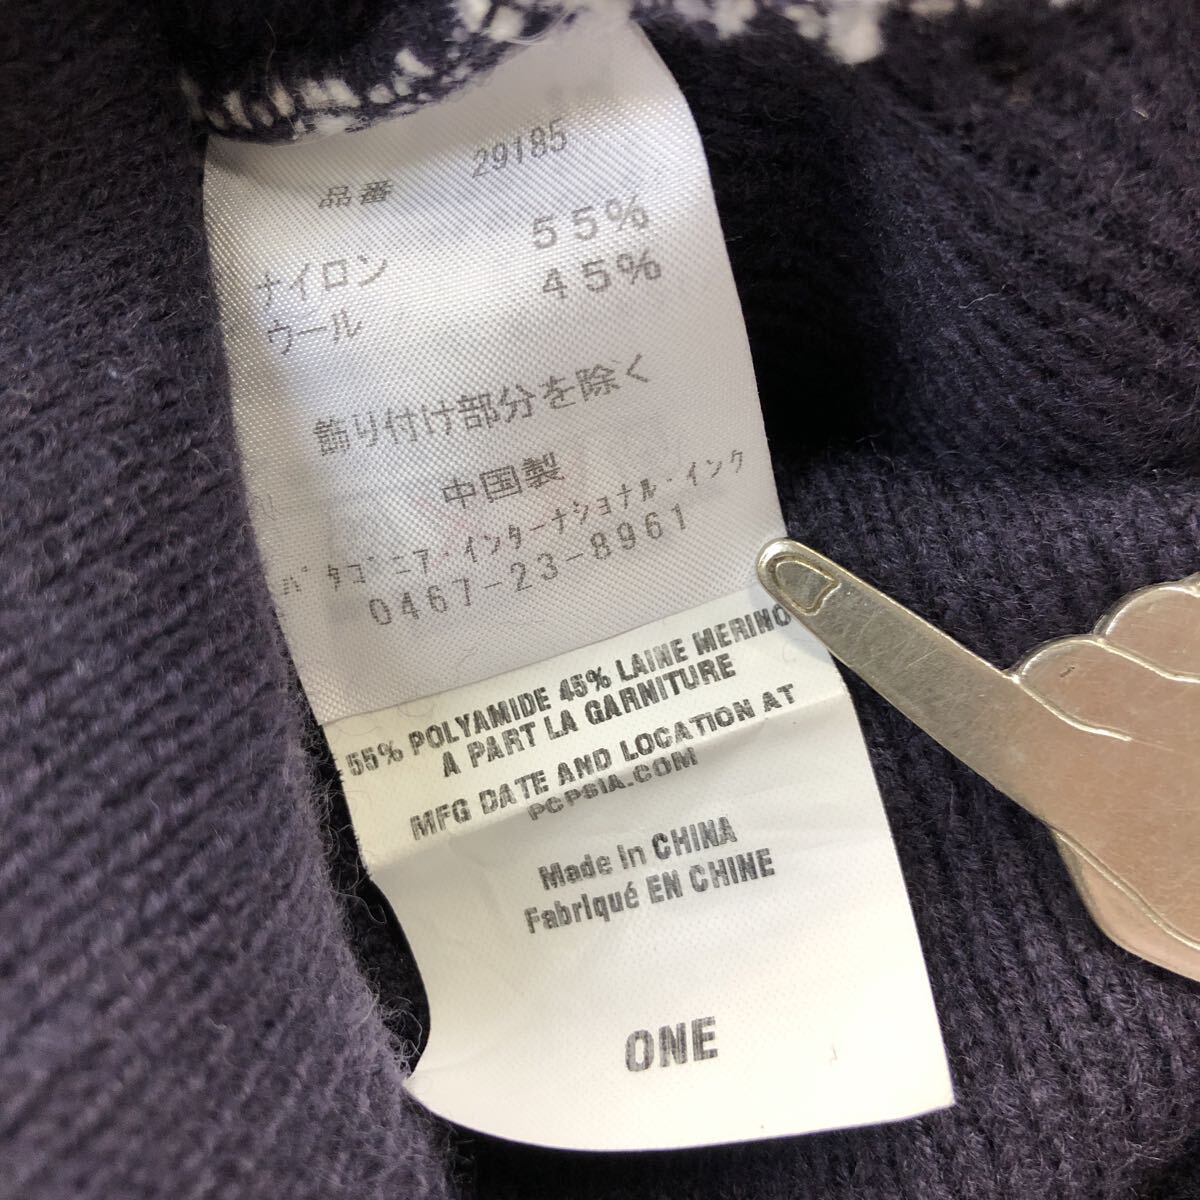 品番 29185
ナイロン 55%
ウール 45%
飾り付け部分を除く
中国製
パタゴニア・インターナショナル・インク
0467-23-8961
55% POLYAMIDE 45% LAINE MERINO
A PART LA GARNITURE
MFG DATE AND LOCATION AT
PCPSIA.COM
Made in CHINA
Fabriqué EN CHINE
ONE